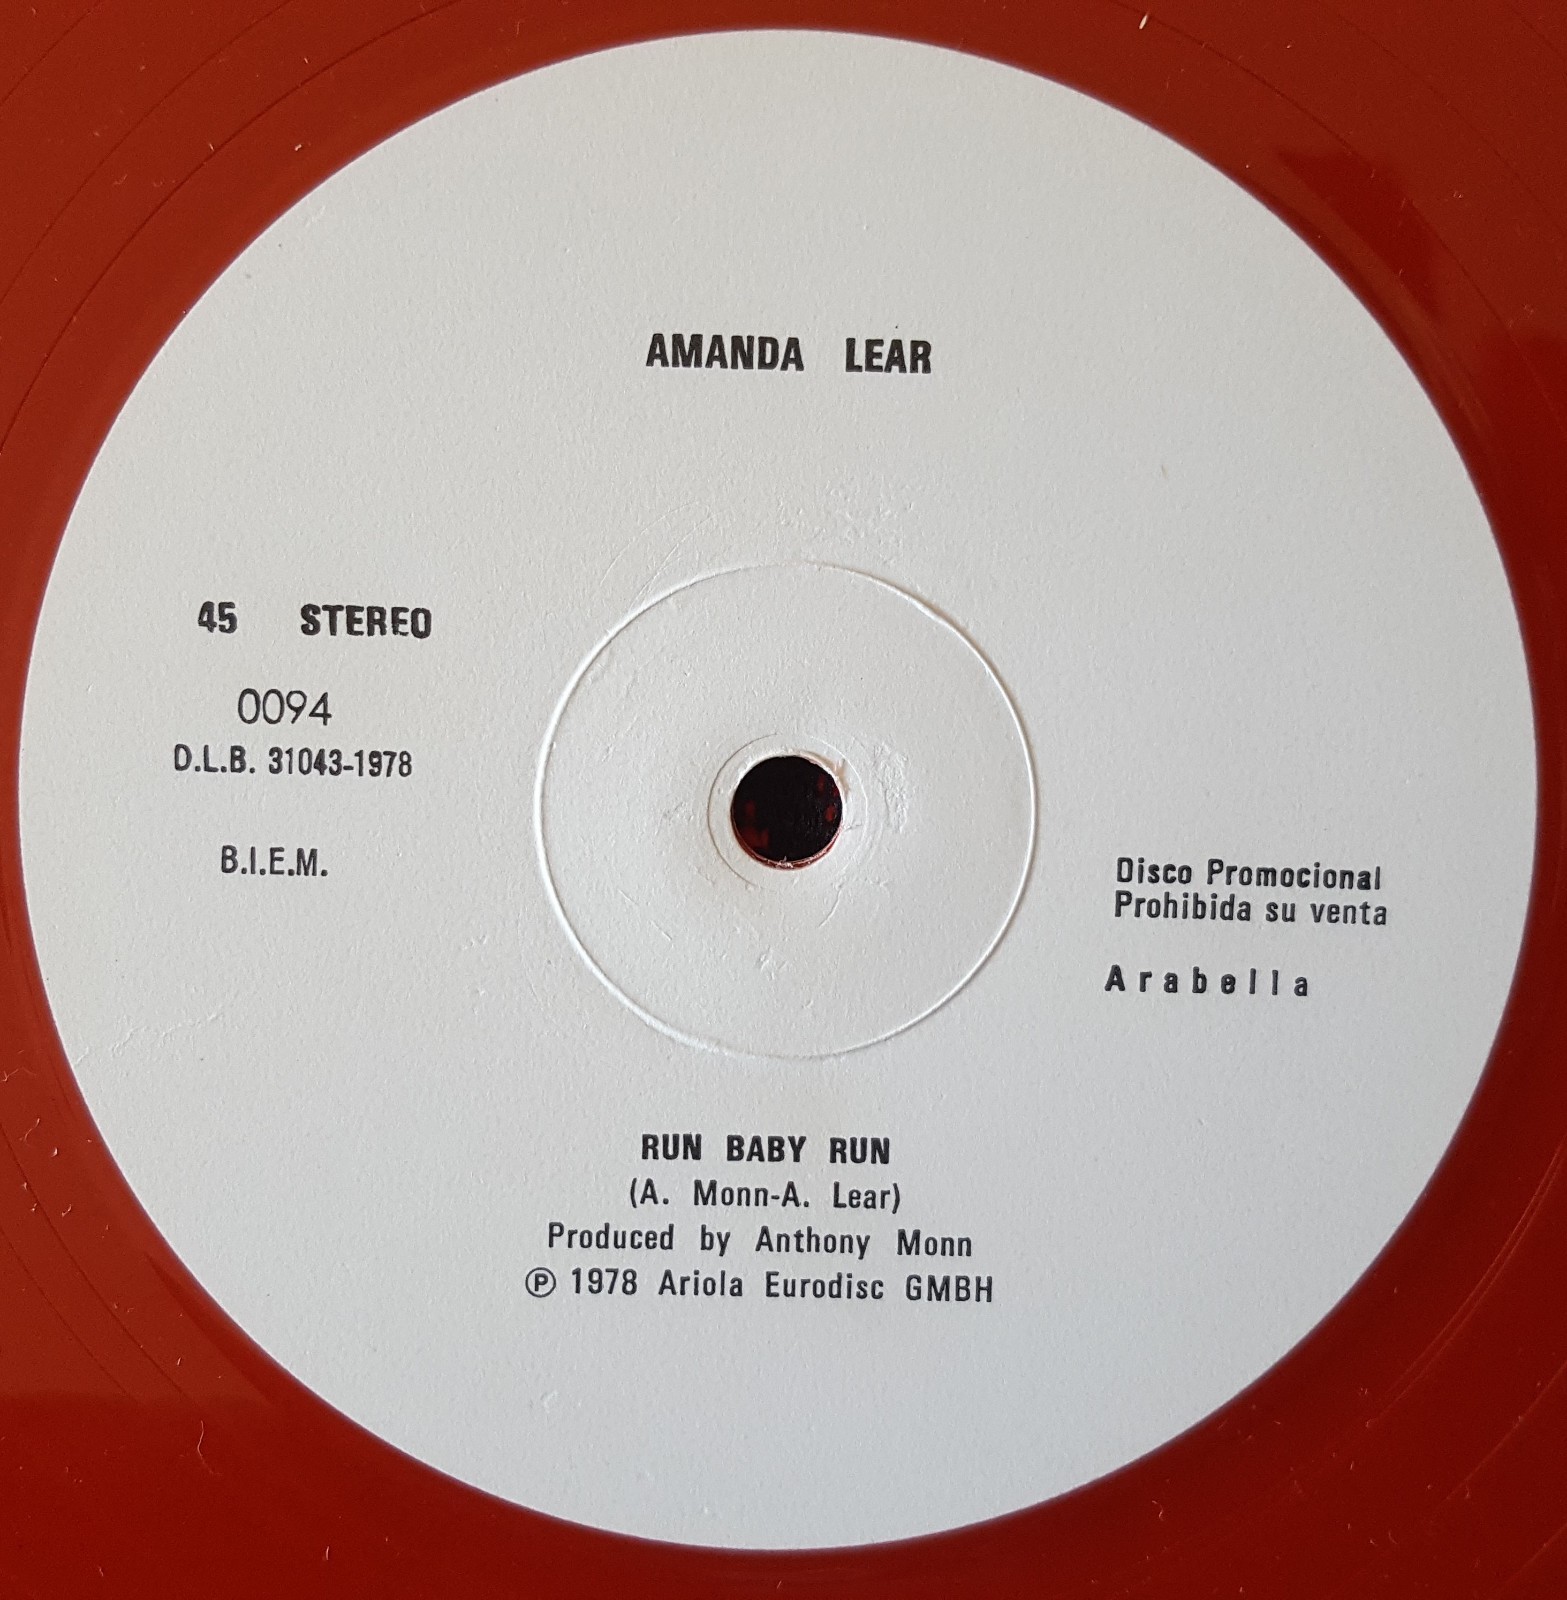 AMANDA LEAR
45 STEREO
0094
D.L.B. 31043-1978
B.I.E.M.
Disco Promocional
Prohibida su venta
Arabella
RUN BABY RUN
(A. Monn-A. Lear)
Produced by Anthony Monn
Ⓟ 1978 Ariola Eurodisc GMBH